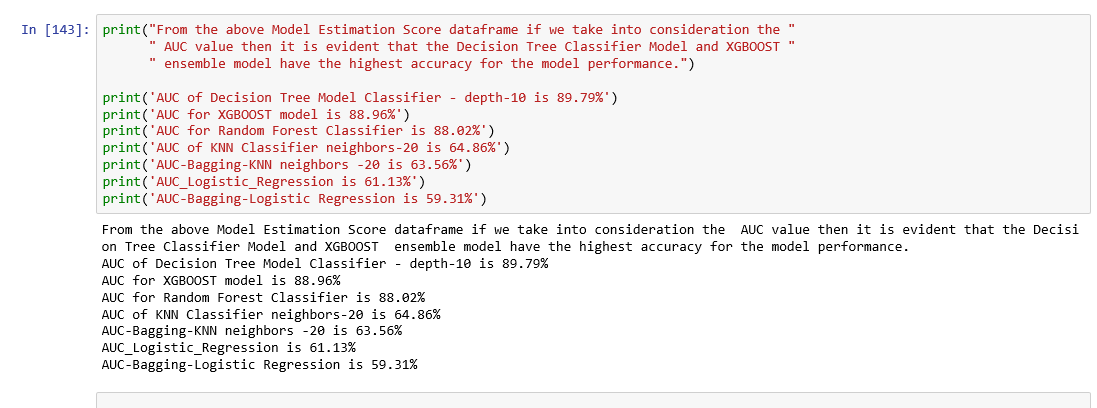 In [143]: print("From the above Model Estimation Score dataframe if we take into consideration the "
" AUC value then it is evident that the Decision Tree Classifier Model and XGBOOST "
" ensemble model have the highest accuracy for the model performance.")
print('AUC of Decision Tree Model Classifier - depth-10 is 89.79%')
print('AUC for XGBOOST model is 88.96%')
print('AUC for Random Forest Classifier is 88.02%')
print('AUC of KNN Classifier neighbors-20 is 64.86%')
print('AUC-Bagging-KNN neighbors -20 is 63.56%')
print('AUC_Logistic_Regression is 61.13%')
print('AUC-Bagging-Logistic Regression is 59.31%')
From the above Model Estimation Score dataframe if we take into consideration the  AUC value then it is evident that the Decisi
on Tree Classifier Model and XGBOOST  ensemble model have the highest accuracy for the model performance.
AUC of Decision Tree Model Classifier - depth-10 is 89.79%
AUC for XGBOOST model is 88.96%
AUC for Random Forest Classifier is 88.02%
AUC of KNN Classifier neighbors-20 is 64.86%
AUC-Bagging-KNN neighbors -20 is 63.56%
AUC_Logistic_Regression is 61.13%
AUC-Bagging-Logistic Regression is 59.31%